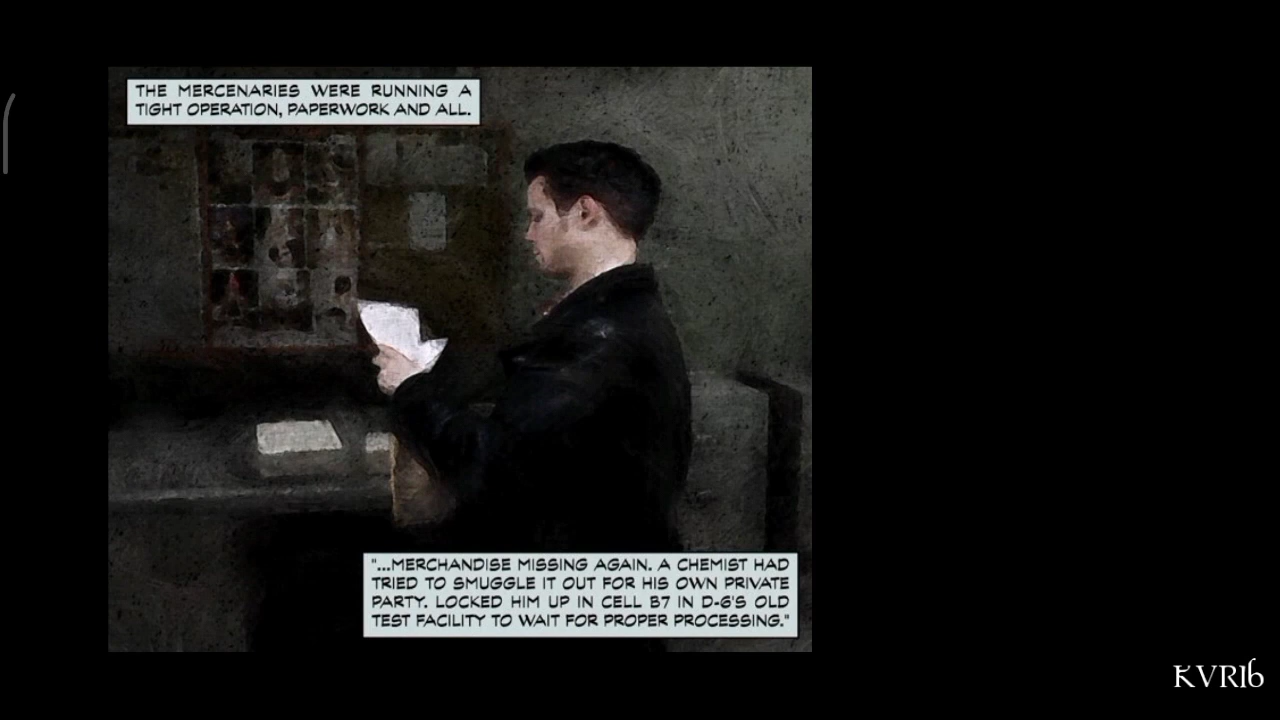 THE MERCENARIES WERE RUNNING A
TIGHT OPERATION, PAPERWORK AND ALL.
"...MERCHANDISE MISSING AGAIN. A CHEMIST HAD
TRIED TO SMUGGLE IT OUT FOR HIS OWN PRIVATE
PARTY. LOCKED HIM UP IN CELL B7 IN D-6'S OLD
TEST FACILITY TO WAIT FOR PROPER PROCESSING."
KVR16